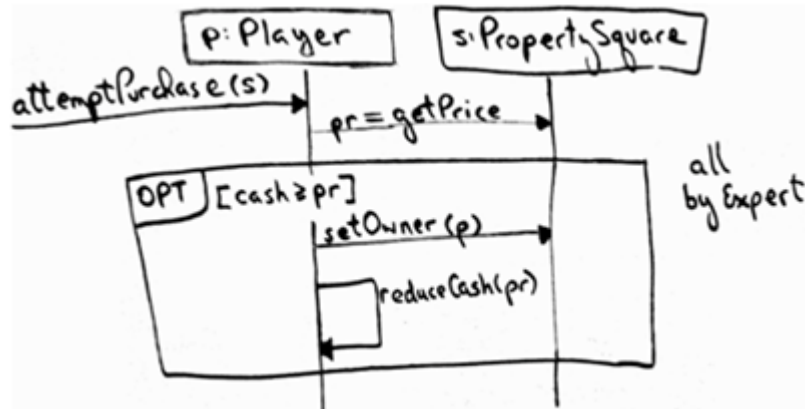 p: Player
s: PropertySquare
attemptPurchase(s)
pr = getPrice
OPT [cash ≥ pr]
all
by Expert
setOwner(p)
reduceCash(pr)